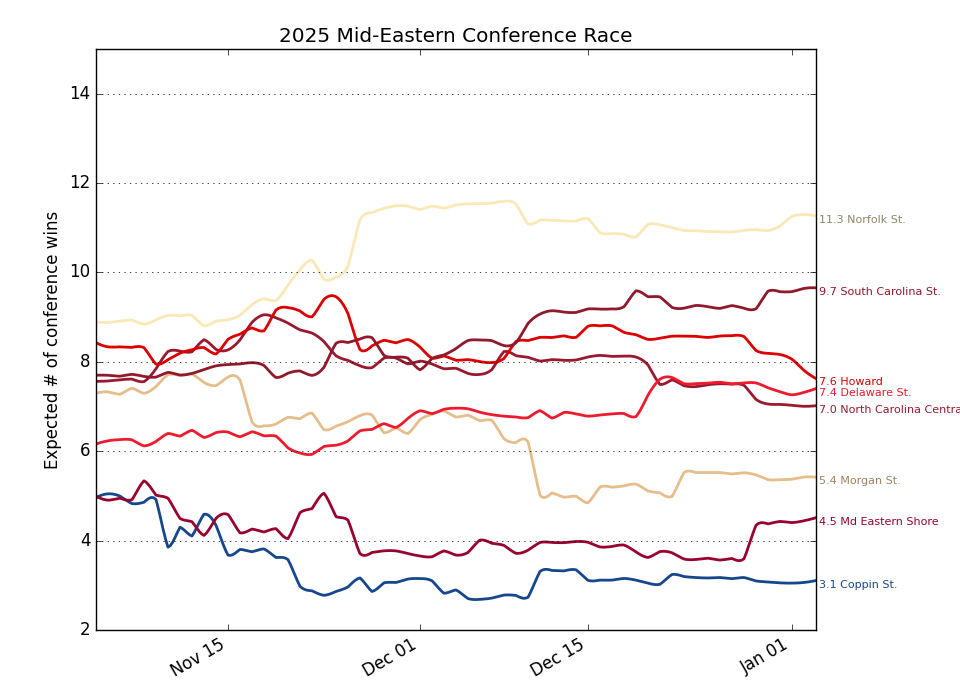 2025 Mid-Eastern Conference Race
Expected # of conference wins
14
12
10
8
6
4
2
Nov 15
Dec 01
Dec 15
Jan 01
11.3 Norfolk St.
9.7 South Carolina St.
7.6 Howard
7.4 Delaware St.
7.0 North Carolina Centra
5.4 Morgan St.
4.5 Md Eastern Shore
3.1 Coppin St.